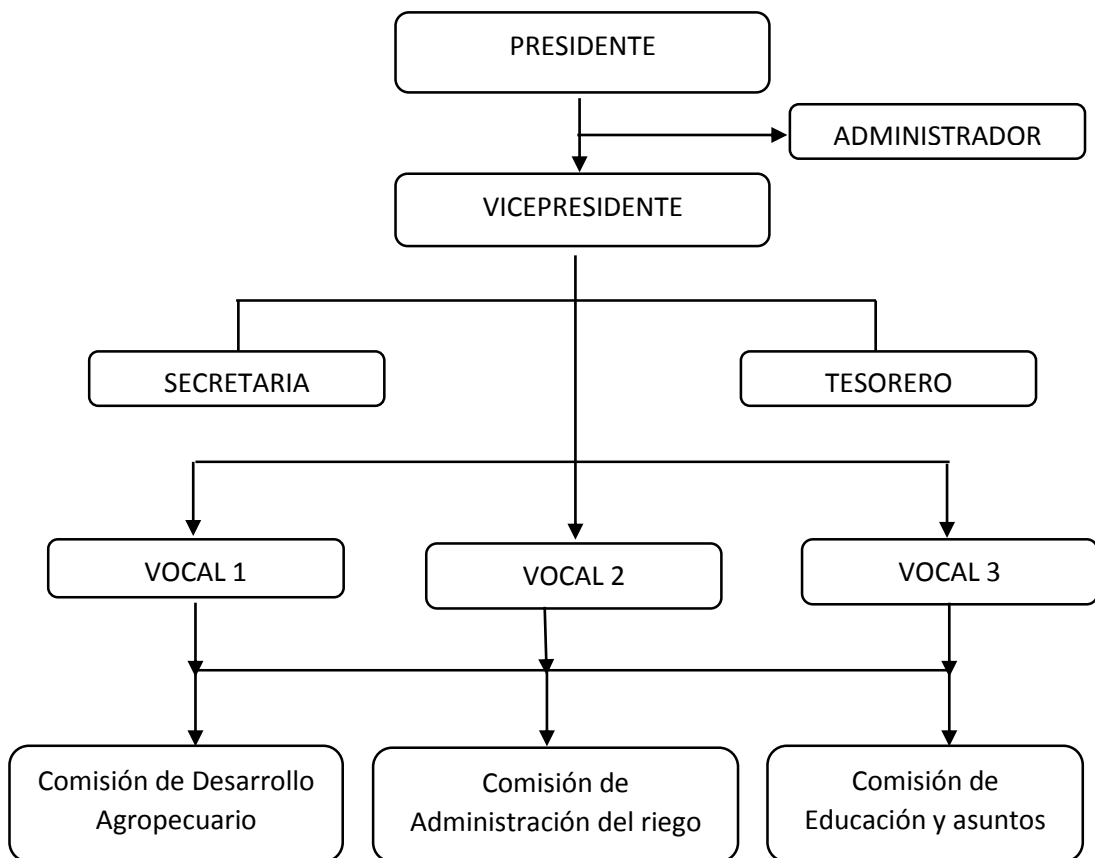 PRESIDENTE
ADMINISTRADOR
VICEPRESIDENTE
SECRETARIA
TESORERO
VOCAL 1
VOCAL 2
VOCAL 3
Comisión de Desarrollo
Agropecuario
Comisión de
Administración del riego
Comisión de
Educación y asuntos